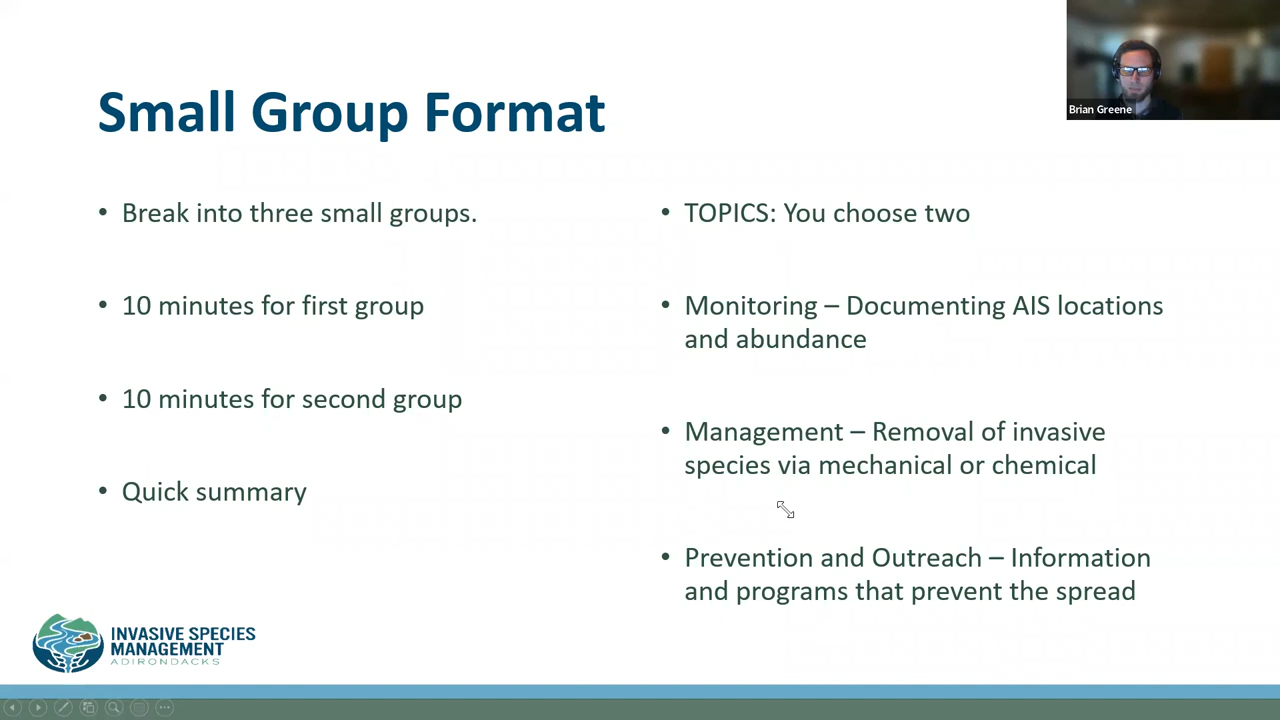 Small Group Format
Brian Greene
• Break into three small groups.
• 10 minutes for first group
• 10 minutes for second group
• Quick summary
• TOPICS: You choose two
• Monitoring – Documenting AIS locations
and abundance
• Management – Removal of invasive
species via mechanical or chemical
• Prevention and Outreach – Information
and programs that prevent the spread
INVASIVE SPECIES
MANAGEMENT
ADIRONDACKS